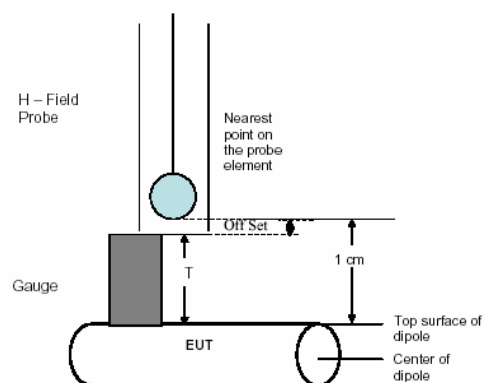 H – Field
Probe
Nearest
point on
the probe
element
Off Set
T
1 cm
Gauge
EUT
Top surface of
dipole
Center of
dipole